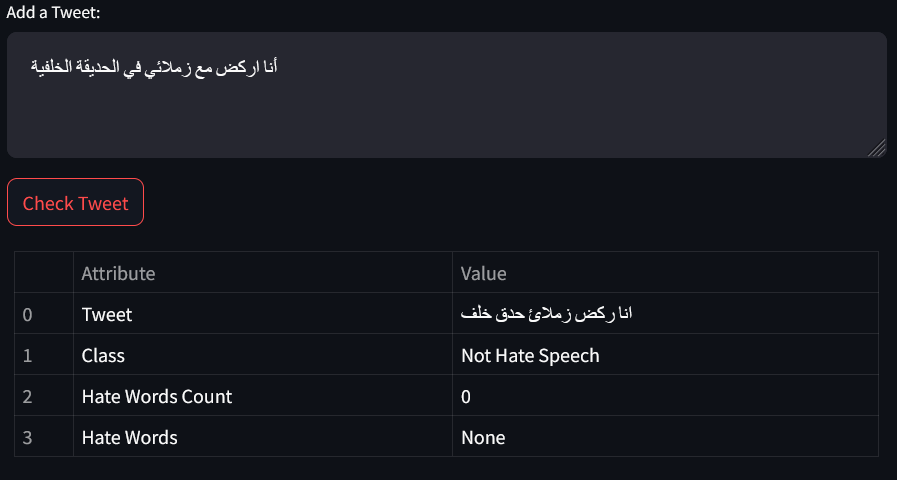 Add a Tweet:
أنا اركض مع زملائي في الحديقة الخلفية
Check Tweet
Attribute Value
0 Tweet انا ركض زملائ حدق خلف
1 Class Not Hate Speech
2 Hate Words Count 0
3 Hate Words None